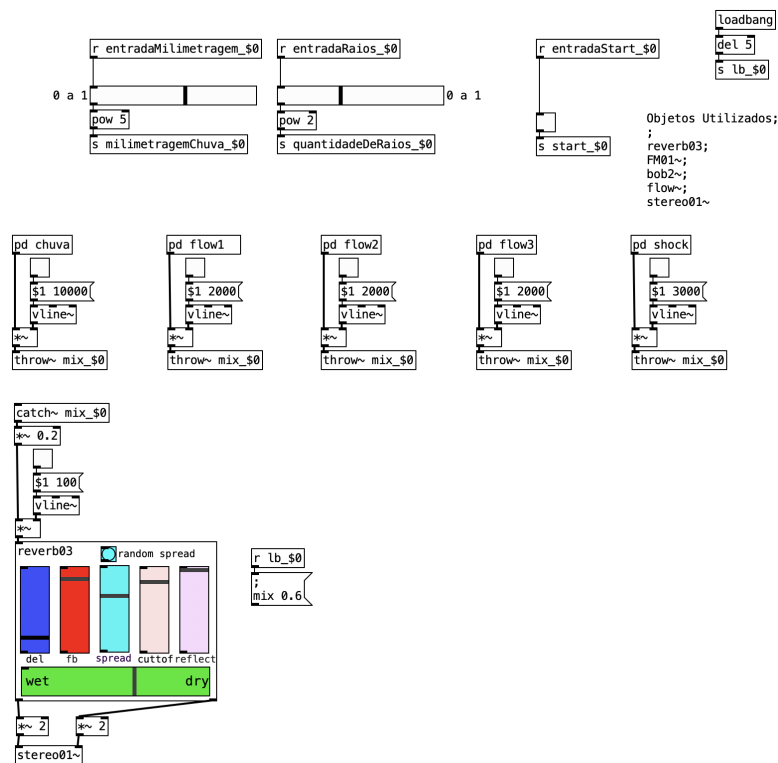 loadbang
del 5
s lb_$0
r entradaMilimetragem_$0
r entradaRaios_$0
r entradaStart_$0
0 a 1
0 a 1
pow 5
pow 2
s milimetragemChuva_$0
s quantidadeDeRaios_$0
s start_$0
Objetos Utilizados;
;
reverb03;
FM01~;
bob2~;
flow~;
stereo01~
pd chuva
pd flow1
pd flow2
pd flow3
pd shock
$1 10000
$1 2000
$1 2000
$1 2000
$1 3000
vline~
vline~
vline~
vline~
vline~
*~
*~
*~
*~
*~
throw~ mix_$0
throw~ mix_$0
throw~ mix_$0
throw~ mix_$0
throw~ mix_$0
catch~ mix_$0
*~ 0.2
$1 100
vline~
*~
reverb03
random spread
del
fb
spread
cuttof
reflect
wet
dry
r lb_$0
;
mix 0.6
*~ 2
*~ 2
stereo01~